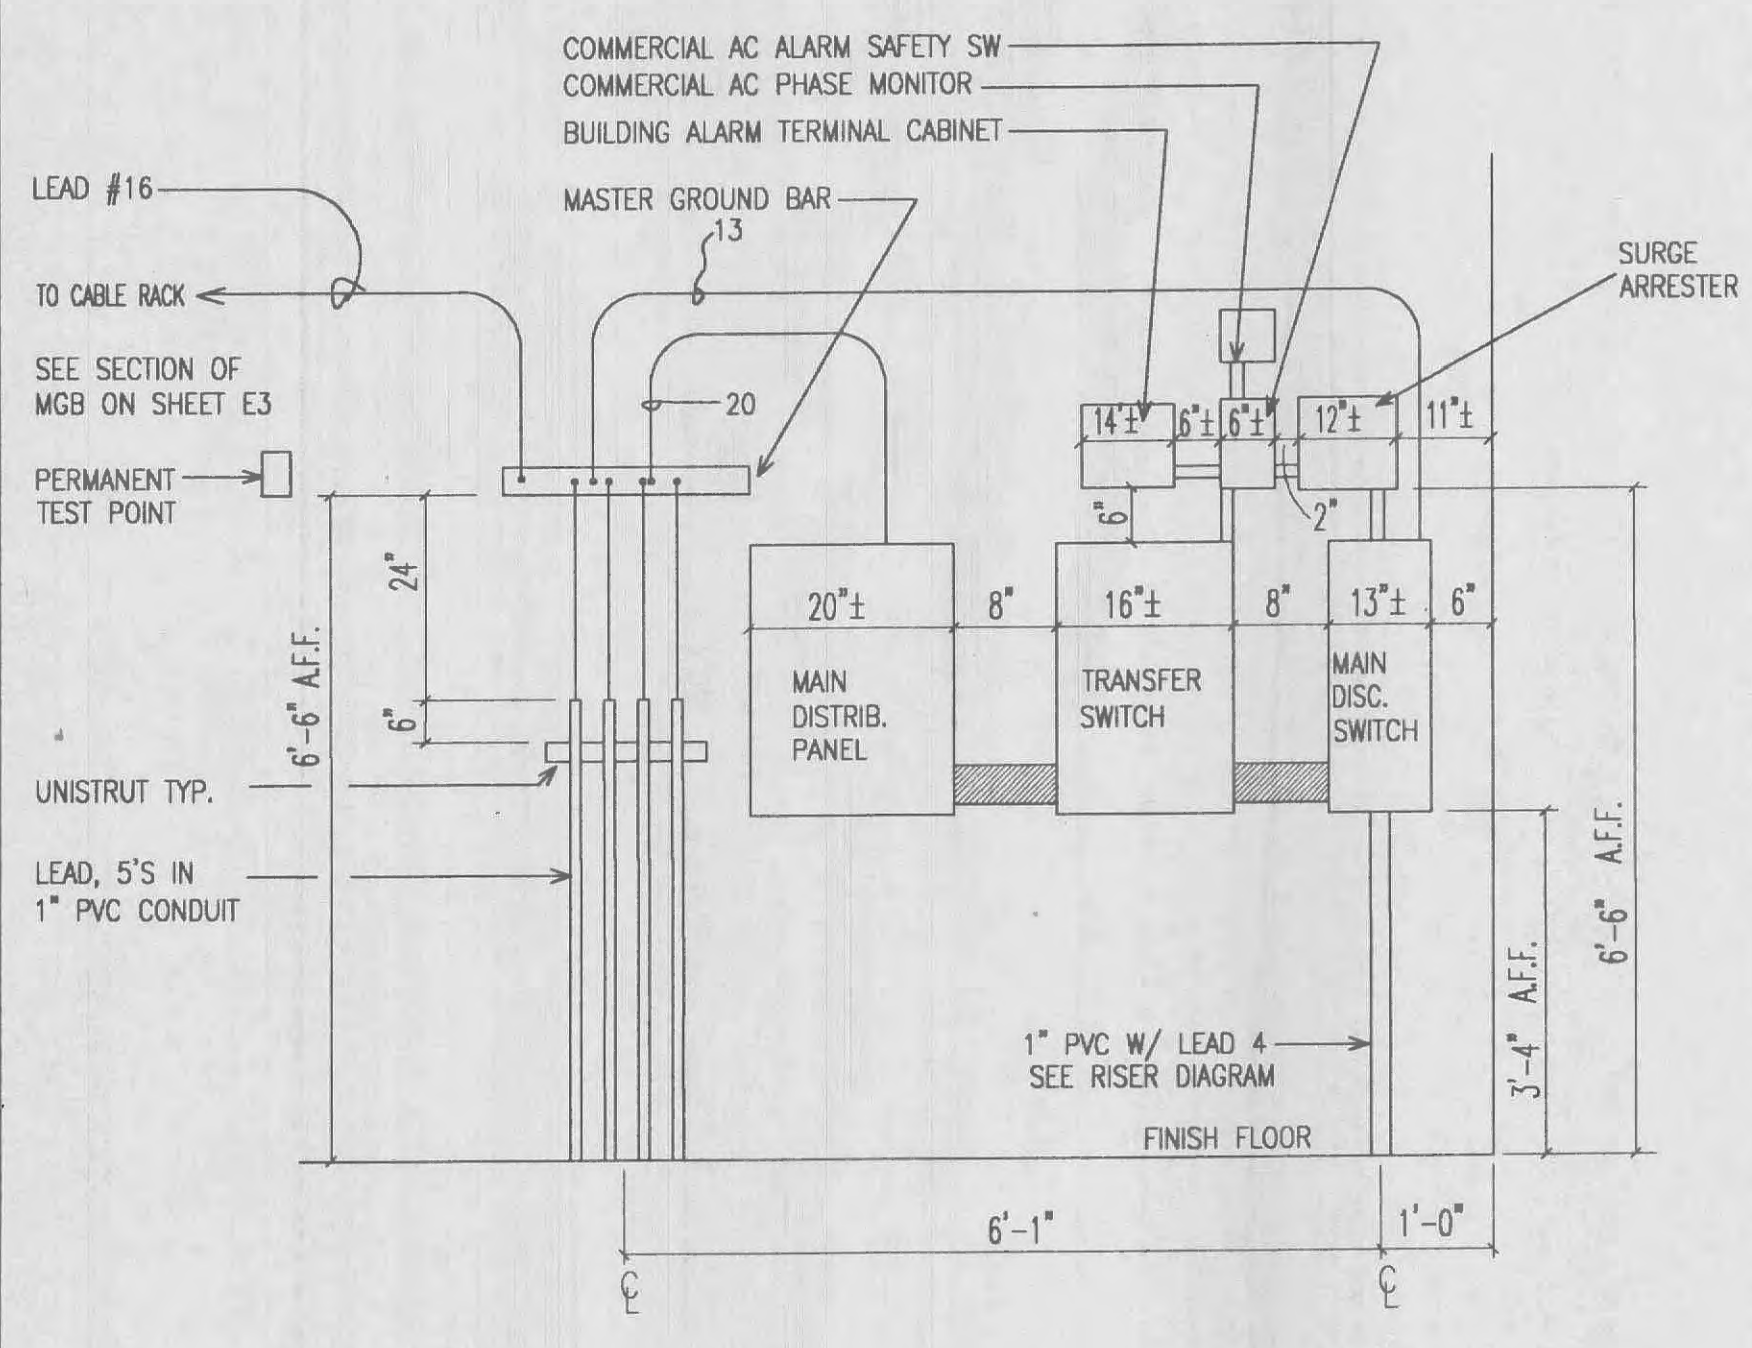 COMMERCIAL AC ALARM SAFETY SW
COMMERCIAL AC PHASE MONITOR
BUILDING ALARM TERMINAL CABINET
LEAD #16
MASTER GROUND BAR
13
SURGE
ARRESTER
TO CABLE RACK
SEE SECTION OF
MGB ON SHEET E3
20
14'±
6"±
6"±
12"±
11"±
PERMANENT
TEST POINT
6"
2"
24"
20"±
8"
16"±
8"
13"±
6"
6'-6" A.F.F.
6"
MAIN
DISTRIB.
PANEL
TRANSFER
SWITCH
MAIN
DISC.
SWITCH
UNISTRUT TYP.
LEAD, 5'S IN
1" PVC CONDUIT
6'-6" A.F.F.
3'-4" A.F.F.
1" PVC W/ LEAD 4
SEE RISER DIAGRAM
FINISH FLOOR
6'-1"
1'-0"
CL
CL